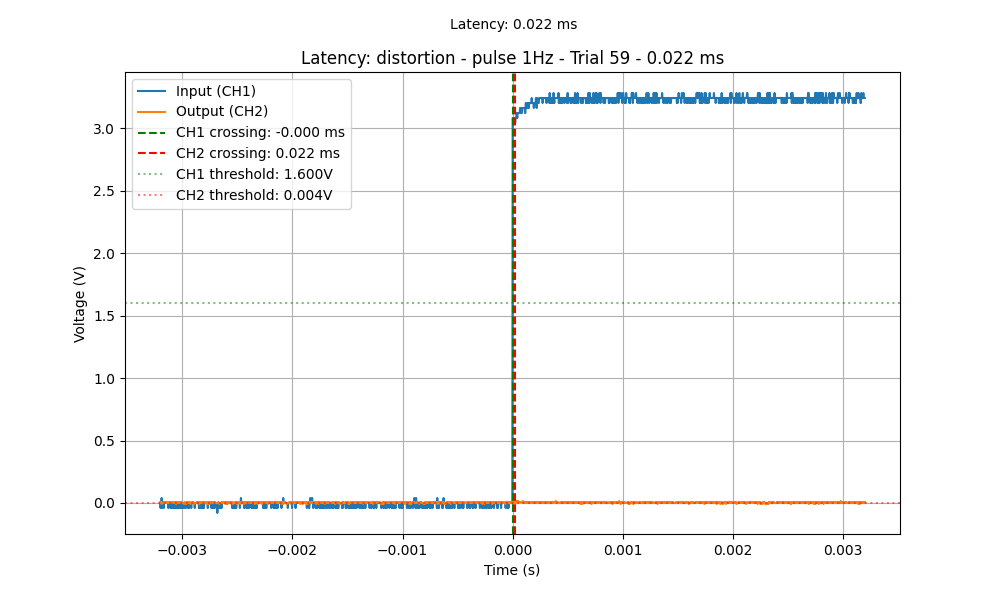 Latency: 0.022 ms
Latency: distortion - pulse 1Hz - Trial 59 - 0.022 ms
Input (CH1)
Output (CH2)
CH1 crossing: -0.000 ms
CH2 crossing: 0.022 ms
CH1 threshold: 1.600V
CH2 threshold: 0.004V
Voltage (V)
3.0
2.5
2.0
1.5
1.0
0.5
0.0
−0.003 −0.002 −0.001 0.000 0.001 0.002 0.003
Time (s)